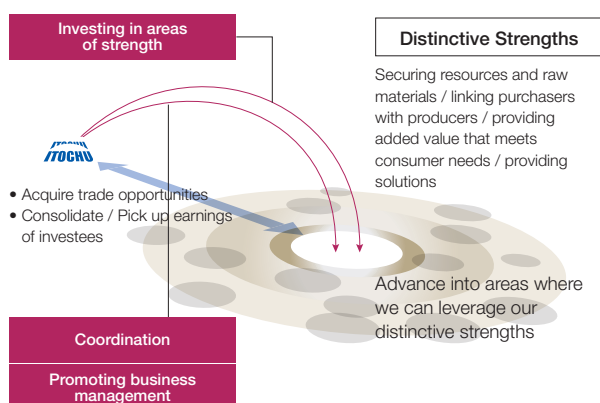 Investing in areas
of strength
Distinctive Strengths
Securing resources and raw
materials / linking purchasers
with producers / providing
added value that meets
consumer needs / providing
solutions
ITOCHU
ITOCHU
• Acquire trade opportunities
• Consolidate / Pick up earnings
of investees
Advance into areas where
we can leverage our
distinctive strengths
Coordination
Promoting business
management